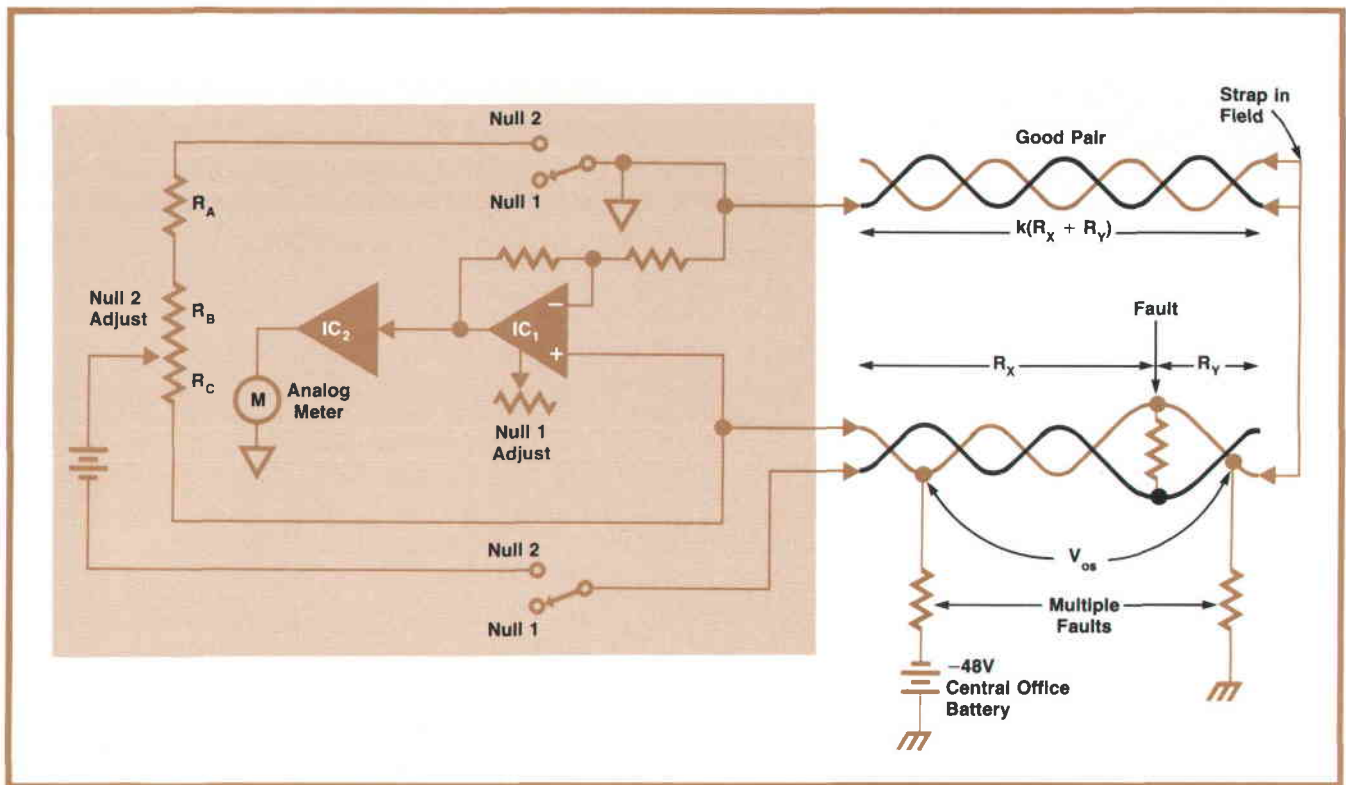 Null 2
Null 1
R_A
Null 2
Adjust
R_B
R_C
IC_2
IC_1
−
+
M
Analog
Meter
Null 1
Adjust
Null 2
Null 1
Strap in
Field
Good Pair
k(R_X + R_Y)
Fault
R_X
R_Y
V_os
Multiple
Faults
−48V
Central Office
Battery